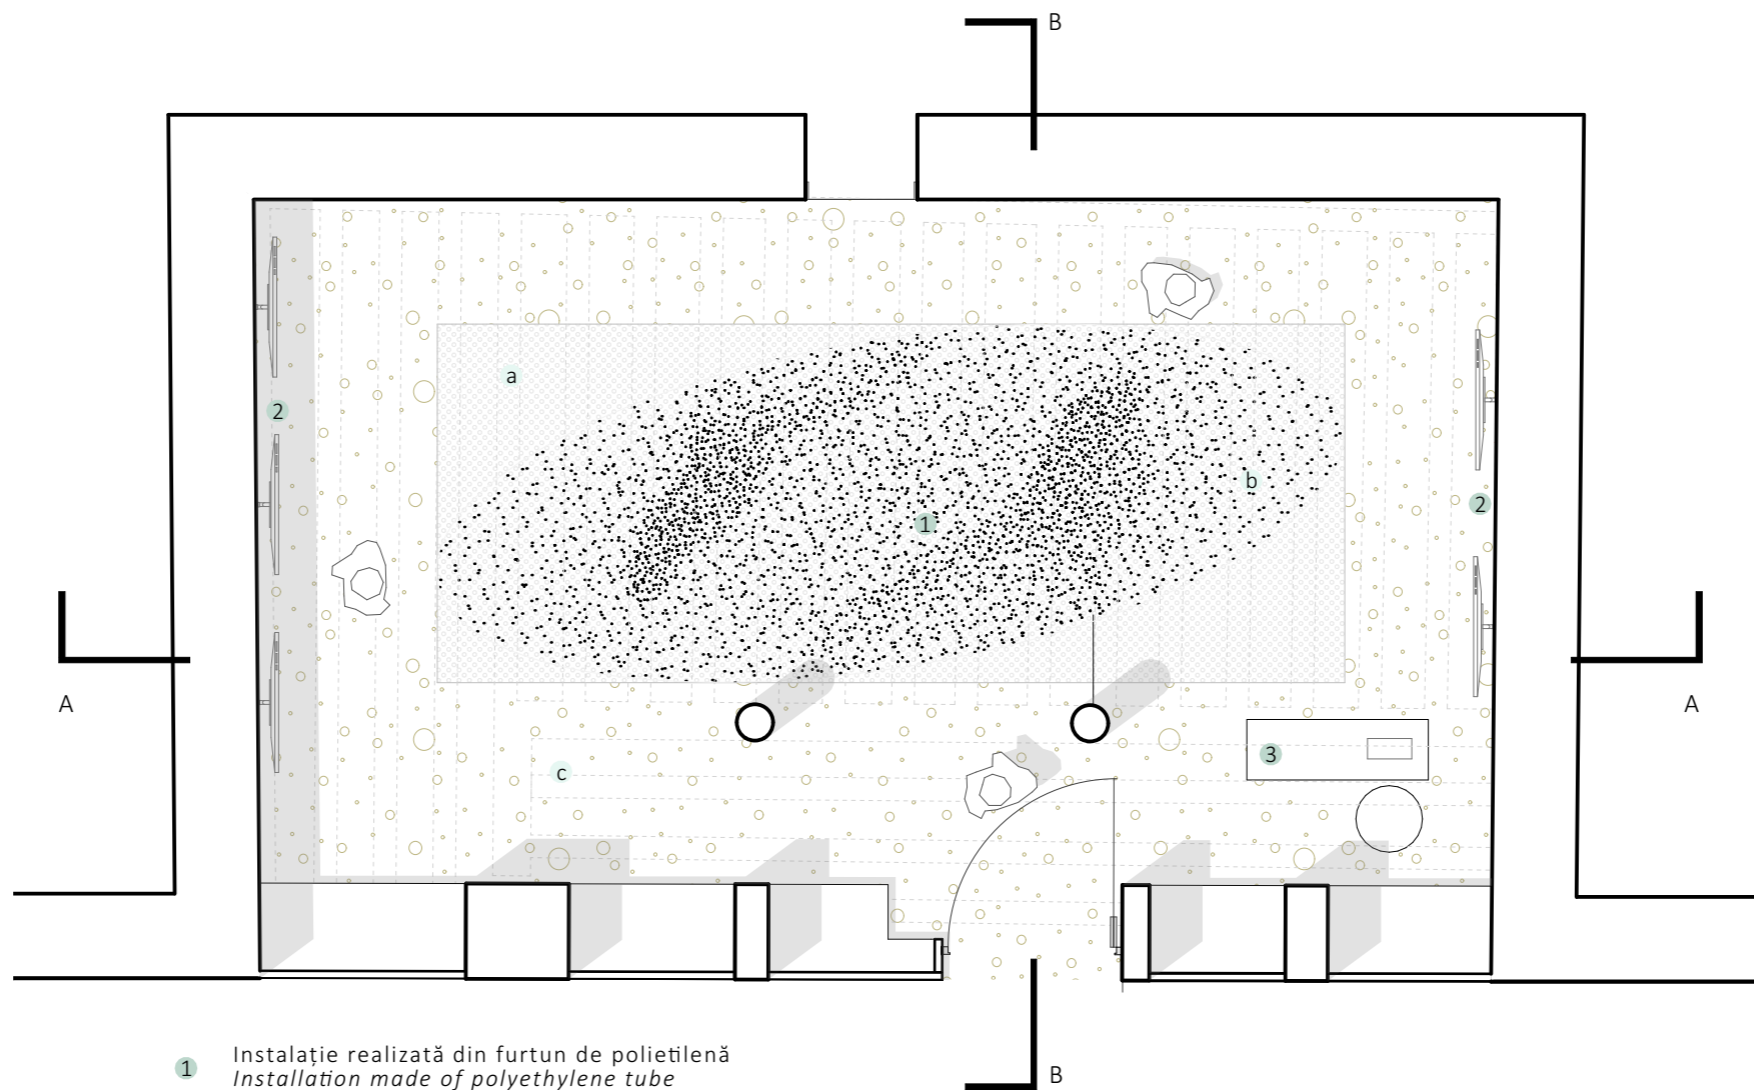 B
a
2
b
1
2
A
A
3
c
1 Instalație realizată din furtun de polietilenă
Installation made of polyethylene tube
B